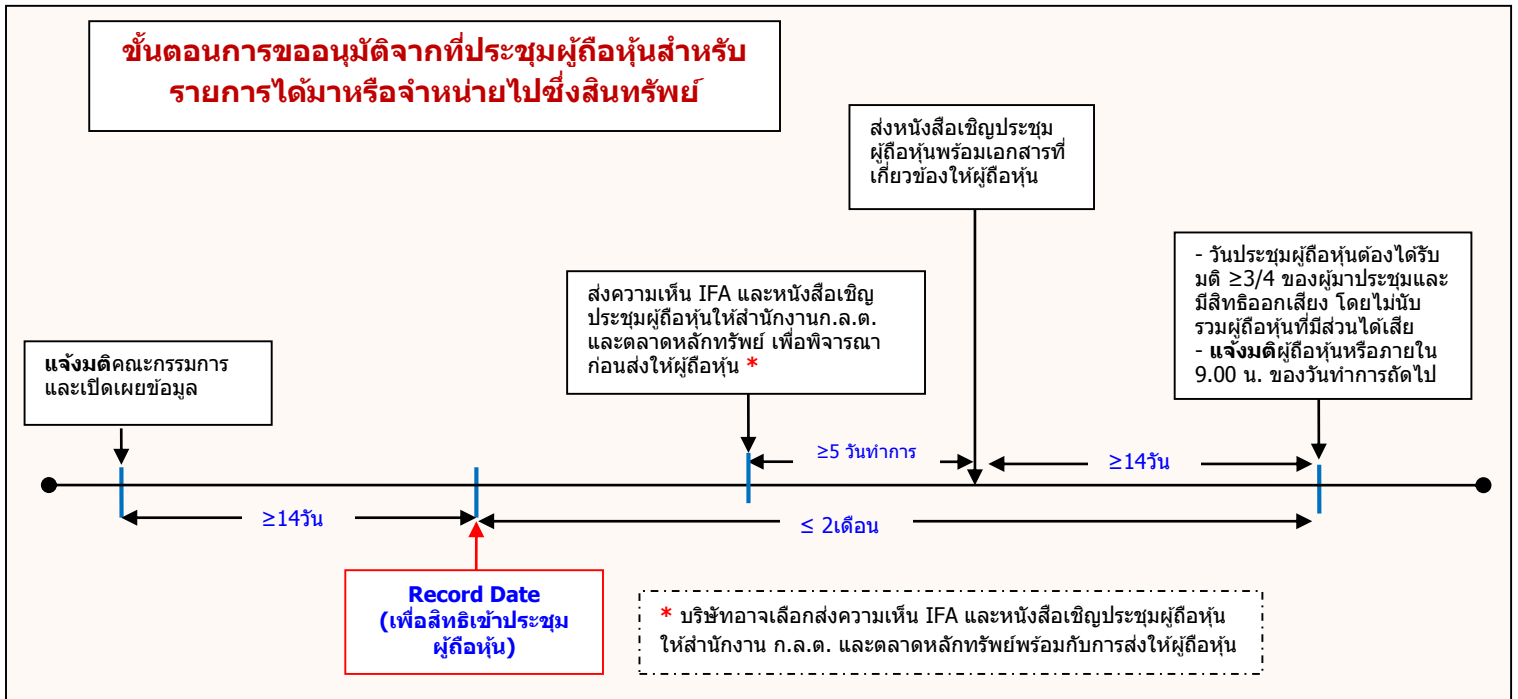 ขั้นตอนการขออนุมัติจากที่ประชุมผู้ถือหุ้นสำหรับ
รายการได้มาหรือจำหน่ายไปซึ่งสินทรัพย์
ส่งหนังสือเชิญประชุม
ผู้ถือหุ้นพร้อมเอกสารที่
เกี่ยวข้องให้ผู้ถือหุ้น
- วันประชุมผู้ถือหุ้นต้องได้รับ
มติ ≥3/4 ของผู้มาประชุมและ
มีสิทธิออกเสียง โดยไม่นับ
รวมผู้ถือหุ้นที่มีส่วนได้เสีย
- แจ้งมติผู้ถือหุ้นหรือภายใน
9.00 น. ของวันทำการถัดไป
ส่งความเห็น IFA และหนังสือเชิญ
ประชุมผู้ถือหุ้นให้สำนักงานก.ล.ต.
และตลาดหลักทรัพย์ เพื่อพิจารณา
ก่อนส่งให้ผู้ถือหุ้น *
แจ้งมติคณะกรรมการ
และเปิดเผยข้อมูล
≥5 วันทำการ
≥14วัน
≥14วัน
≤ 2เดือน
Record Date
(เพื่อสิทธิเข้าประชุม
ผู้ถือหุ้น)
* บริษัทอาจเลือกส่งความเห็น IFA และหนังสือเชิญประชุมผู้ถือหุ้น
ให้สำนักงาน ก.ล.ต. และตลาดหลักทรัพย์พร้อมกับการส่งให้ผู้ถือหุ้น